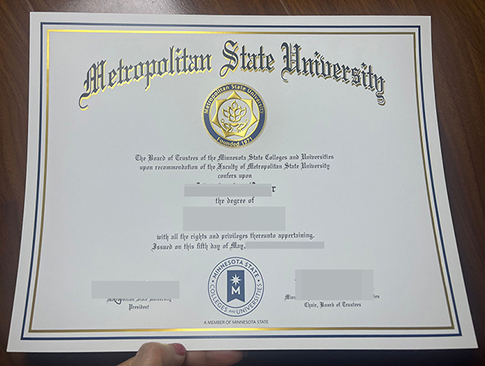 Metropolitan State University
Metropolitan State University
Founded 1971
The Board of Trustees of the Minnesota State Colleges and Universities
upon recommendation of the Faculty of Metropolitan State University
confers upon
the degree of
with all the rights and privileges thereunto appertaining.
Issued on this fifth day of May,
MINNESOTA STATE
COLLEGES AND UNIVERSITIES
M
President
Chair, Board of Trustees
A MEMBER OF MINNESOTA STATE